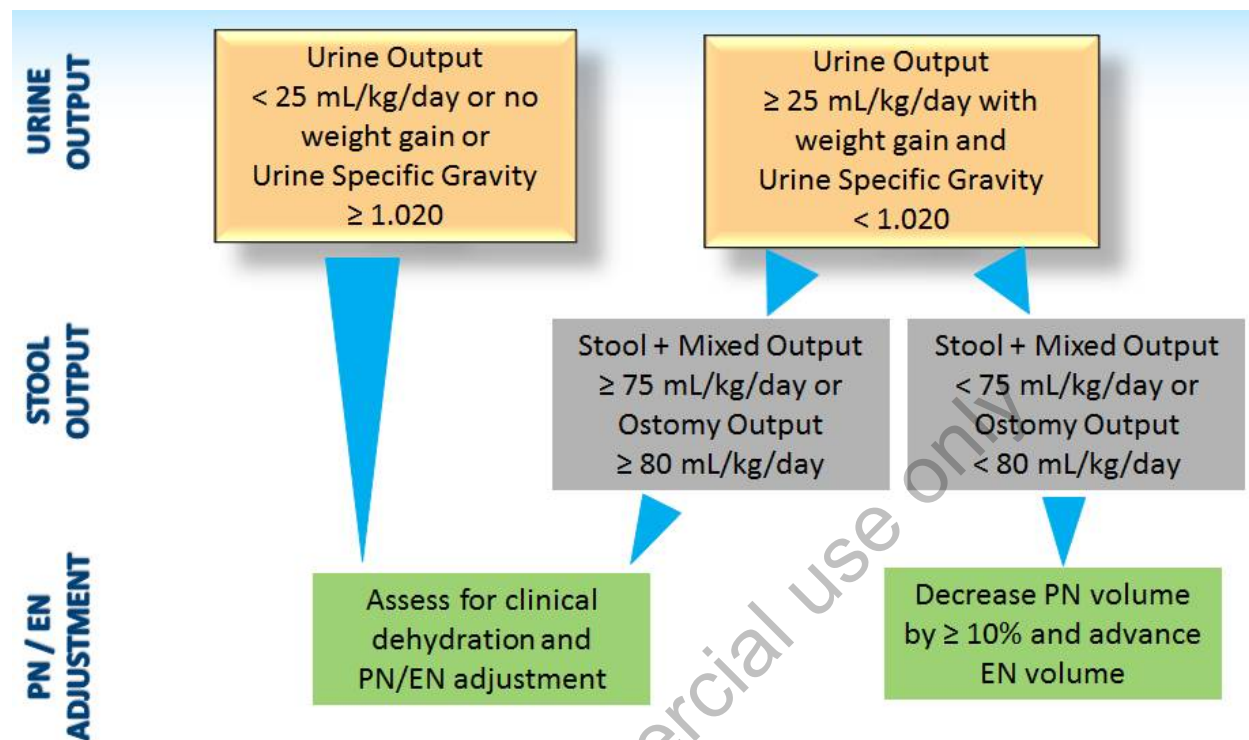 URINE
OUTPUT
Urine Output
< 25 mL/kg/day or no
weight gain or
Urine Specific Gravity
≥ 1.020
Urine Output
≥ 25 mL/kg/day with
weight gain and
Urine Specific Gravity
< 1.020
STOOL
OUTPUT
Stool + Mixed Output
≥ 75 mL/kg/day or
Ostomy Output
≥ 80 mL/kg/day
Stool + Mixed Output
< 75 mL/kg/day or
Ostomy Output
< 80 mL/kg/day
PN / EN
ADJUSTMENT
Assess for clinical
dehydration and
PN/EN adjustment
Decrease PN volume
by ≥ 10% and advance
EN volume
ercial use only